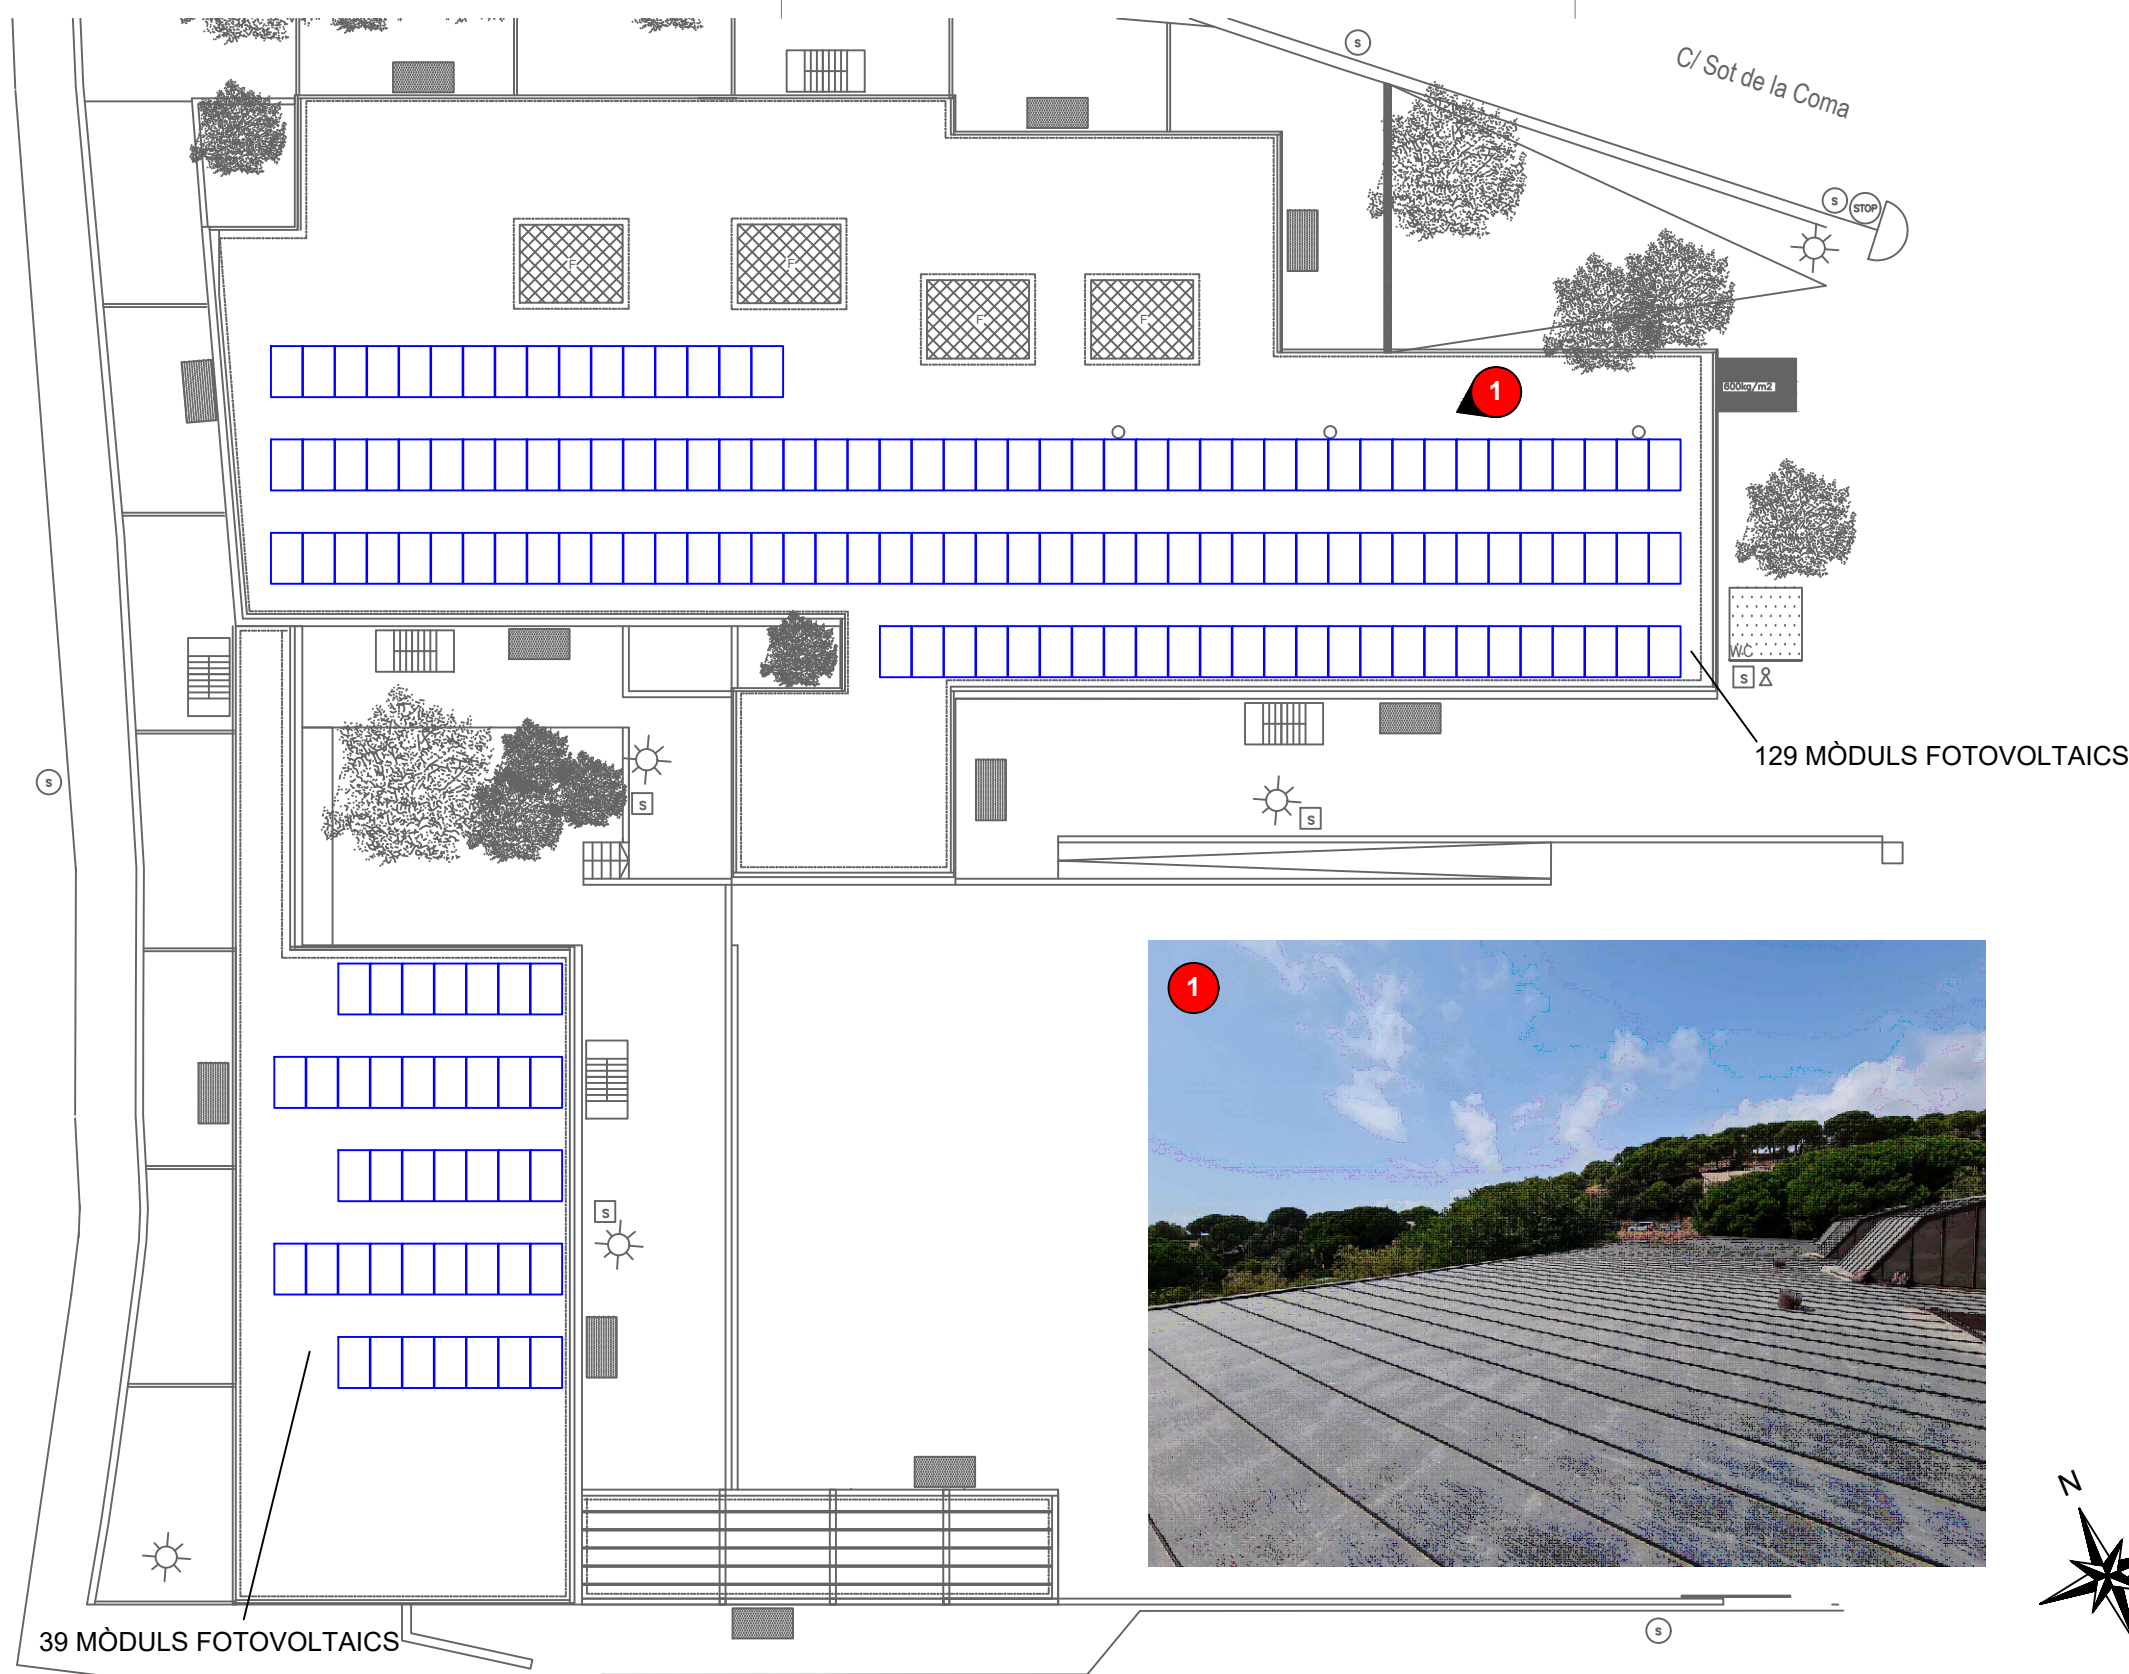 S
C/ Sot de la Coma
S
STOP
F
F
F
F
1
600kg/m2
WC
S
129 MÒDULS FOTOVOLTAICS
S
S
S
1
S
N
39 MÒDULS FOTOVOLTAICS
S